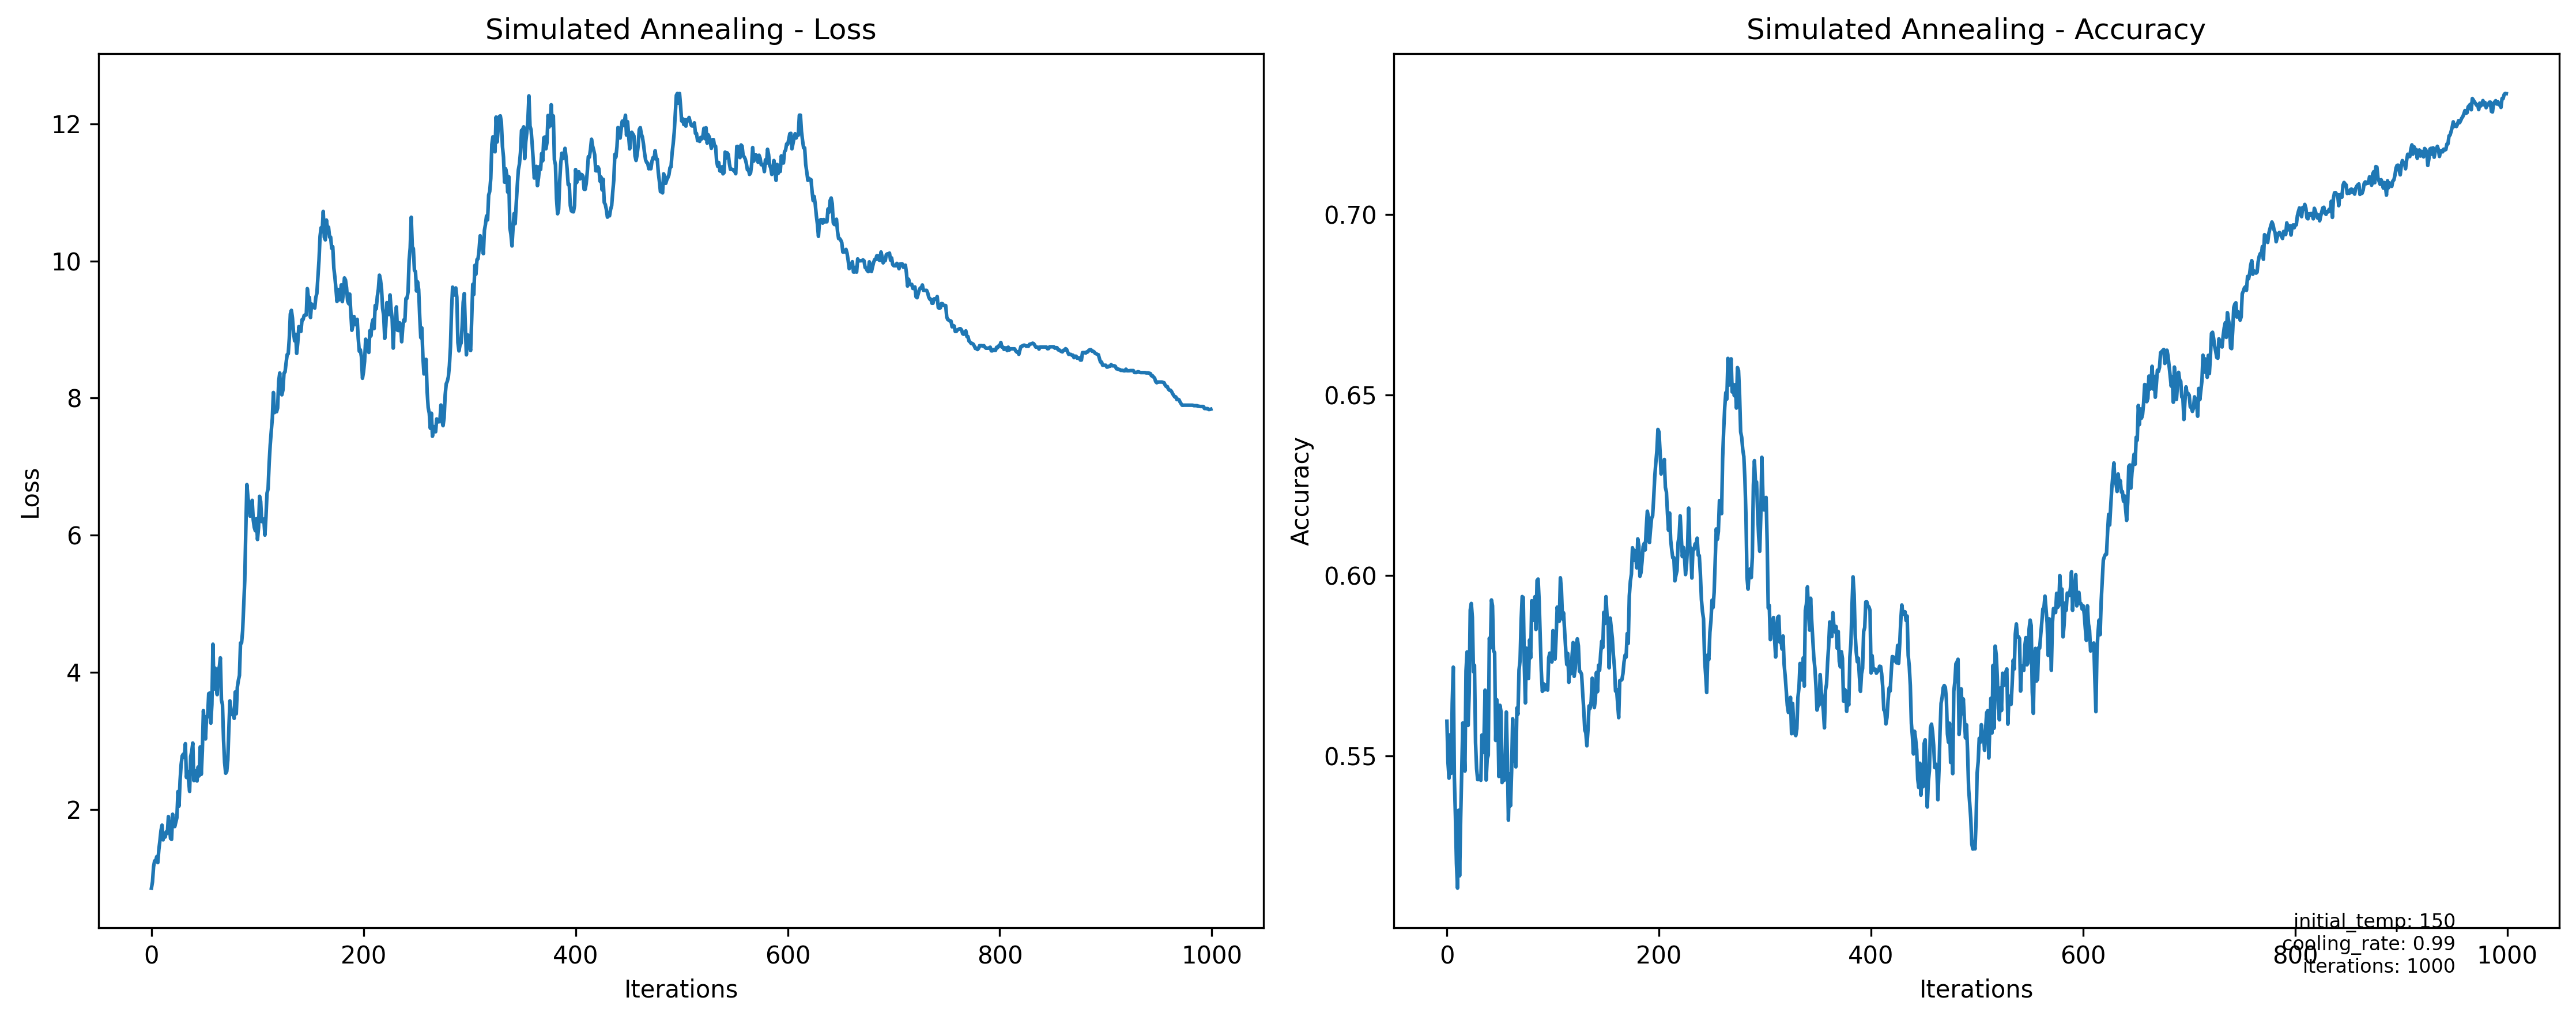 Simulated Annealing - Loss
12
10
8
6
4
2
Loss
0 200 400 600 800 1000
Iterations
Simulated Annealing - Accuracy
0.70
0.65
0.60
0.55
Accuracy
initial_temp: 150
cooling_rate: 0.99
iterations: 1000
0 200 400 600 800 1000
Iterations